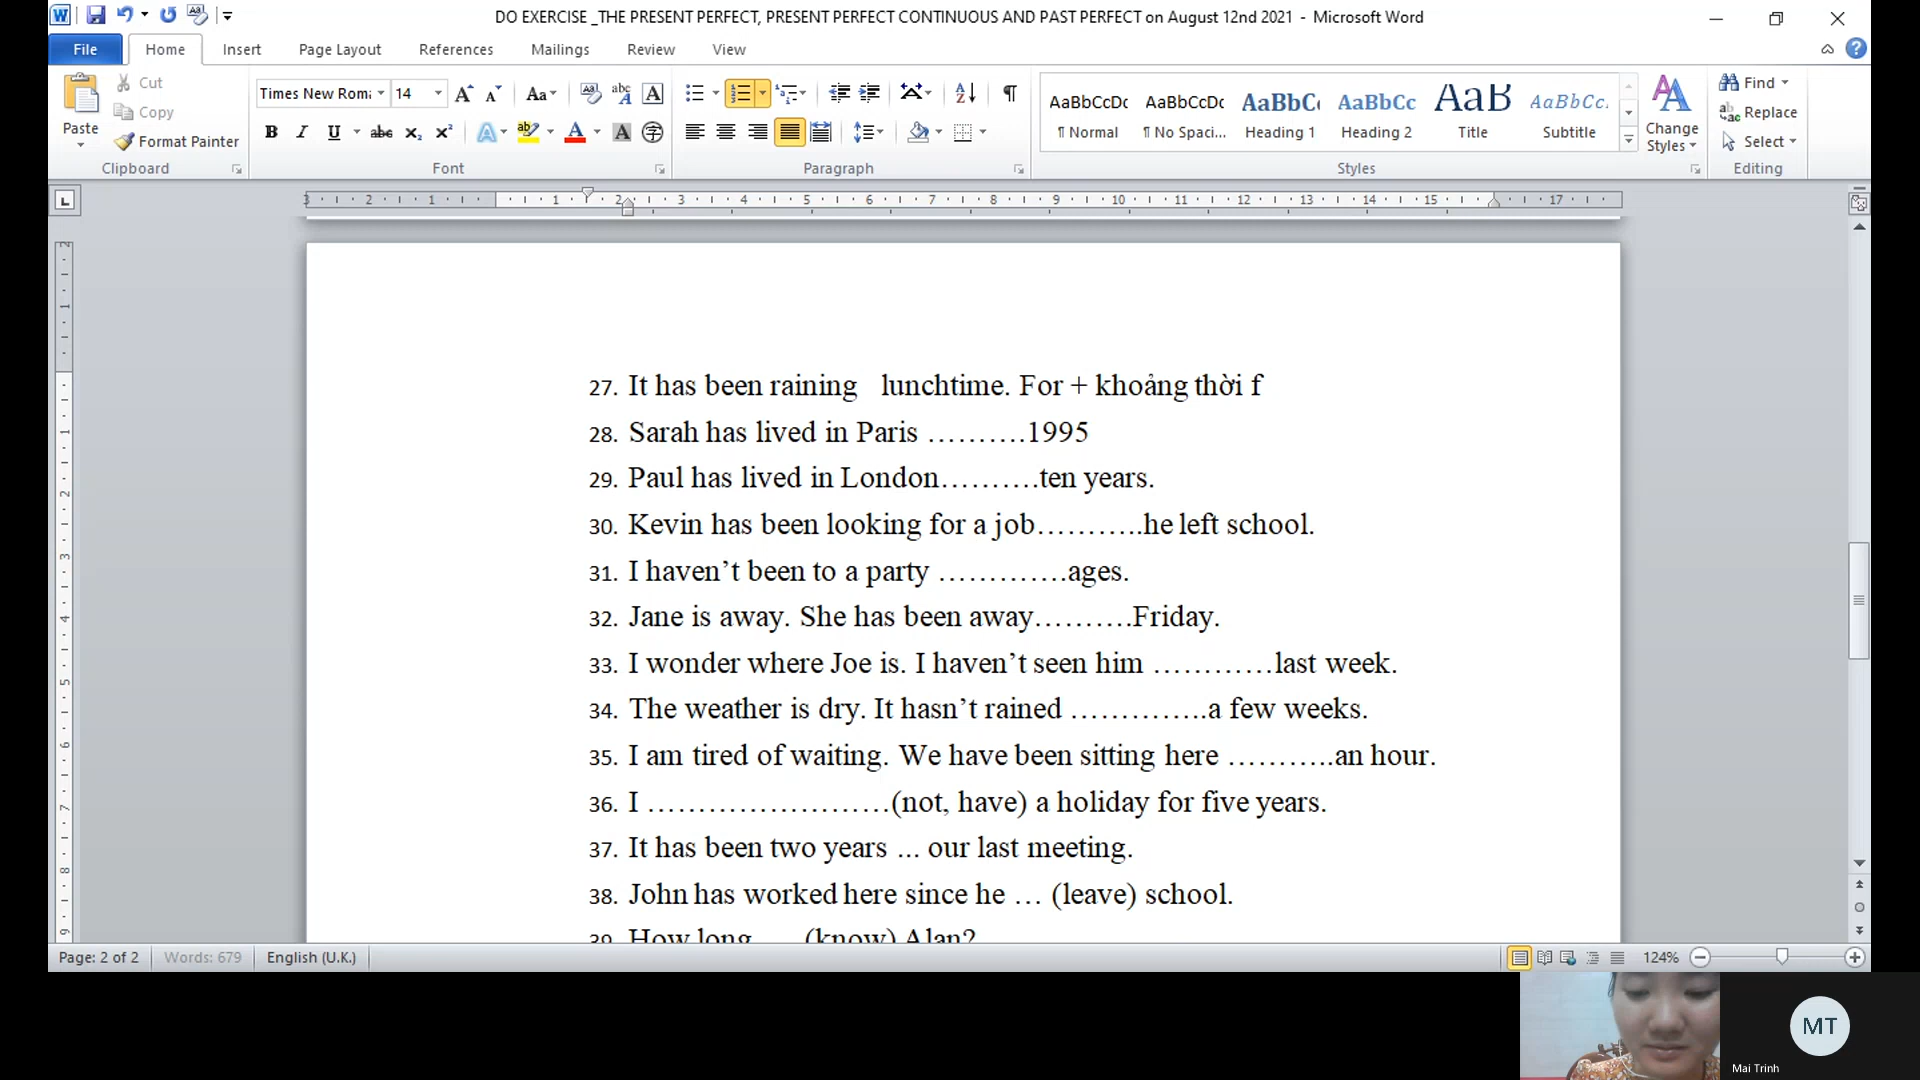 DO EXERCISE _THE PRESENT PERFECT, PRESENT PERFECT CONTINUOUS AND PAST PERFECT on August 12nd 2021 - Microsoft Word
File Home Insert Page Layout References Mailings Review View
Paste
Cut
Copy
Format Painter
Clipboard
Times New Roma 14
Font
Paragraph
AaBbCcDc AaBbCcDc AaBbC AaBbCc AaB AaBbCc.
¶ Normal ¶ No Spaci... Heading 1 Heading 2 Title Subtitle
Styles
Change Styles
Find
Replace
Select
Editing
27. It has been raining lunchtime. For + khoảng thời f
28. Sarah has lived in Paris ……….1995
29. Paul has lived in London……….ten years.
30. Kevin has been looking for a job………..he left school.
31. I haven’t been to a party ………….ages.
32. Jane is away. She has been away……….Friday.
33. I wonder where Joe is. I haven’t seen him …………last week.
34. The weather is dry. It hasn’t rained …………..a few weeks.
35. I am tired of waiting. We have been sitting here ………..an hour.
36. I ……………………(not, have) a holiday for five years.
37. It has been two years ... our last meeting.
38. John has worked here since he … (leave) school.
39. How long … (know) Alan?
Page: 2 of 2 Words: 679 English (U.K.) 124%
MT
Mai Trinh